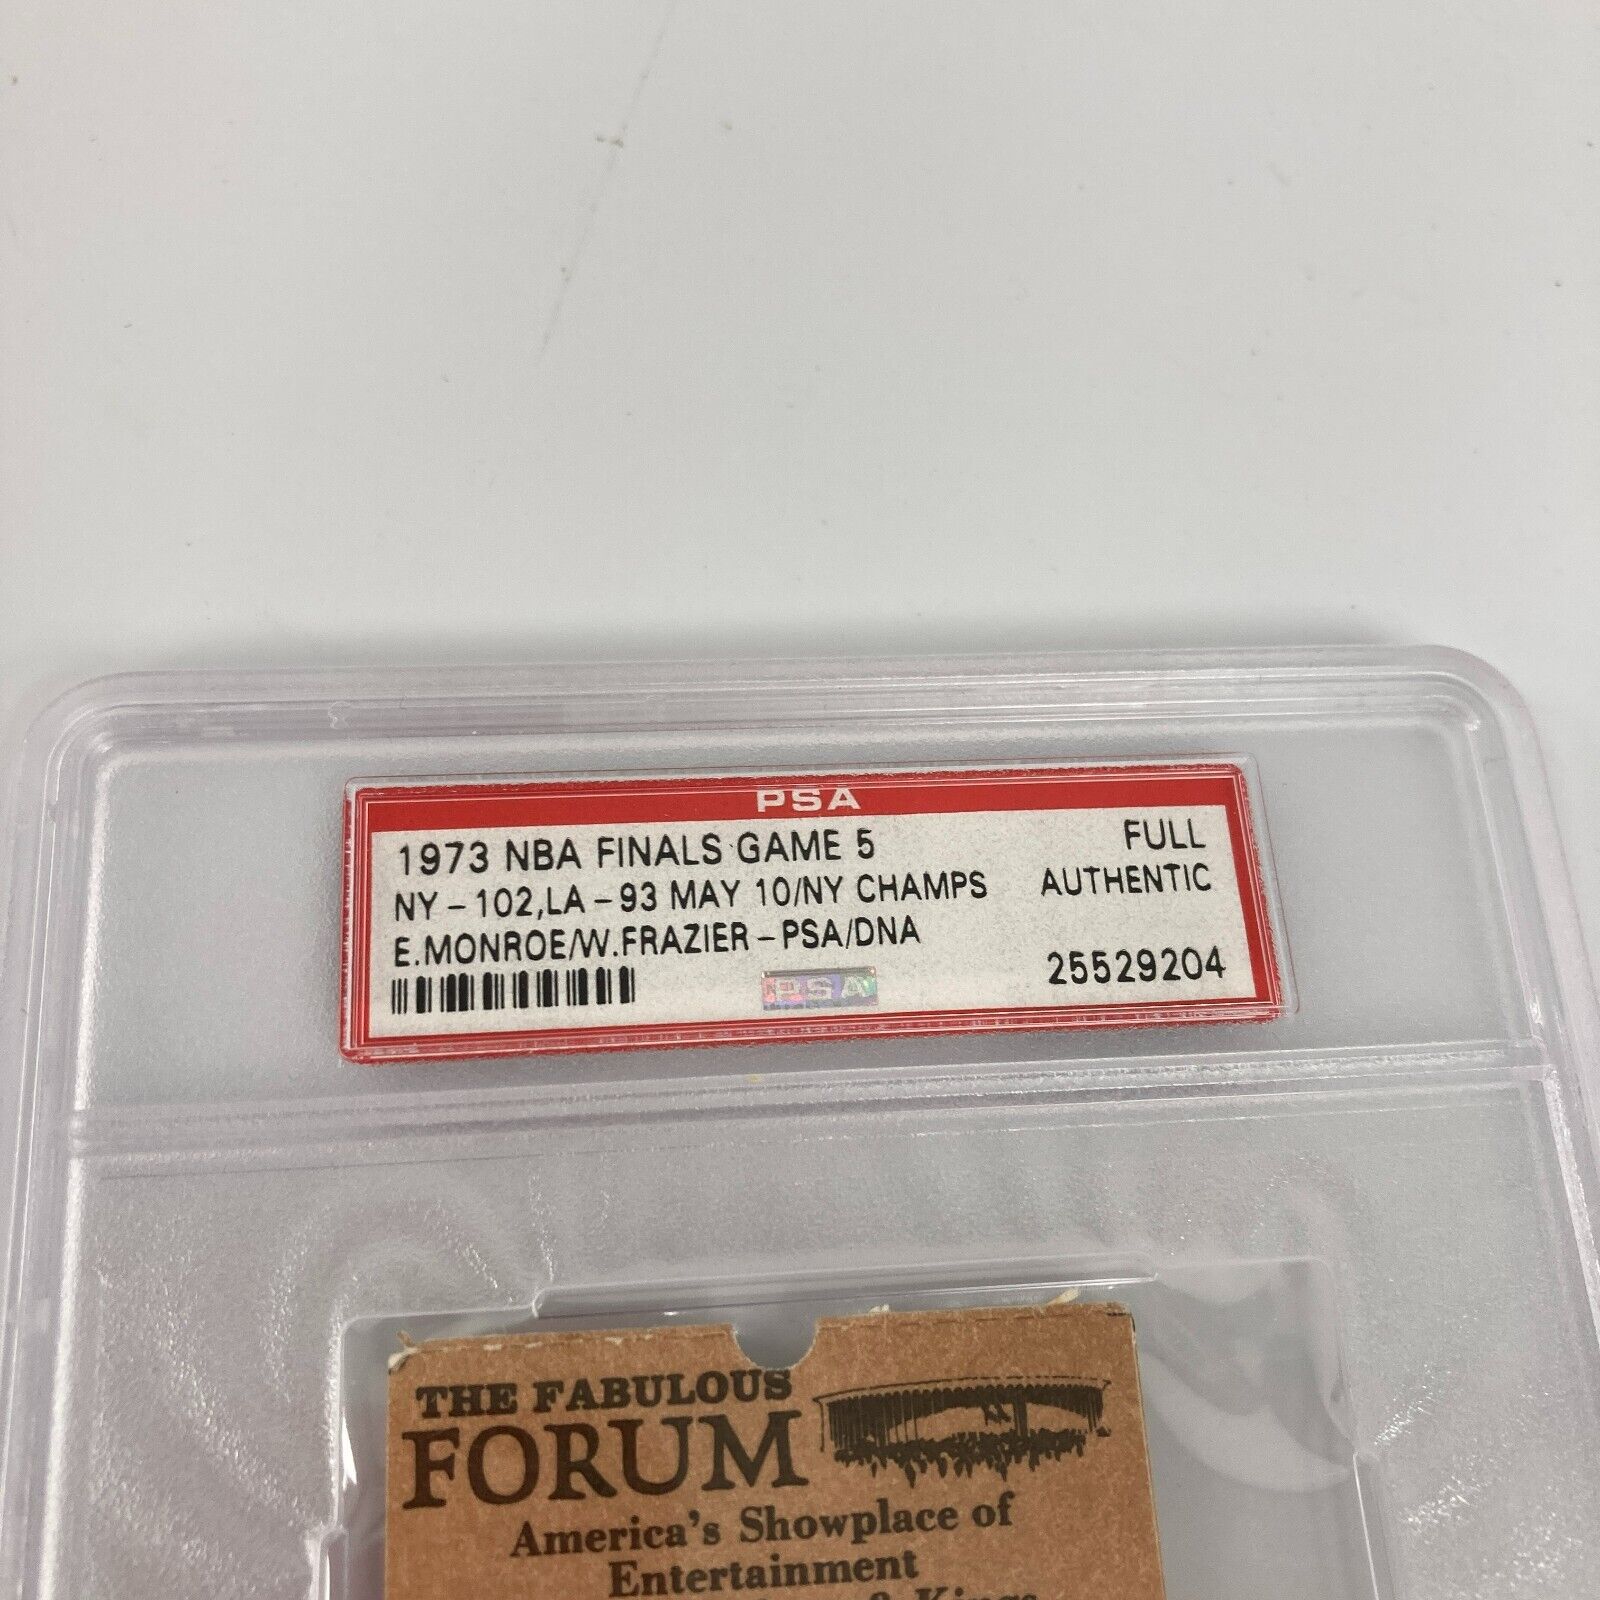 PSA
1973 NBA FINALS GAME 5 FULL
NY-102,LA-93 MAY 10/NY CHAMPS AUTHENTIC
E.MONROE/W.FRAZIER-PSA/DNA
PSA 25529204
THE FABULOUS
FORUM
America's Showplace of
Entertainment
& Kings